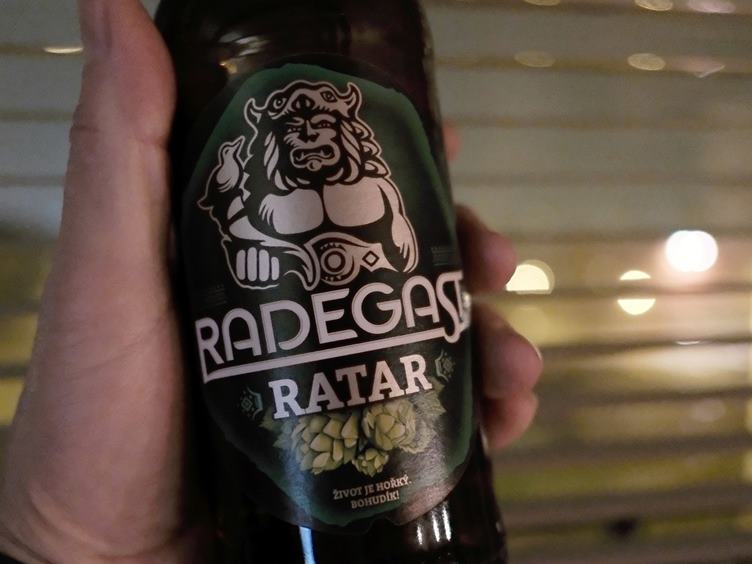 RADEGAST
RATAR
ŽIVOT JE HOŘKÝ.
BOHUDÍK!